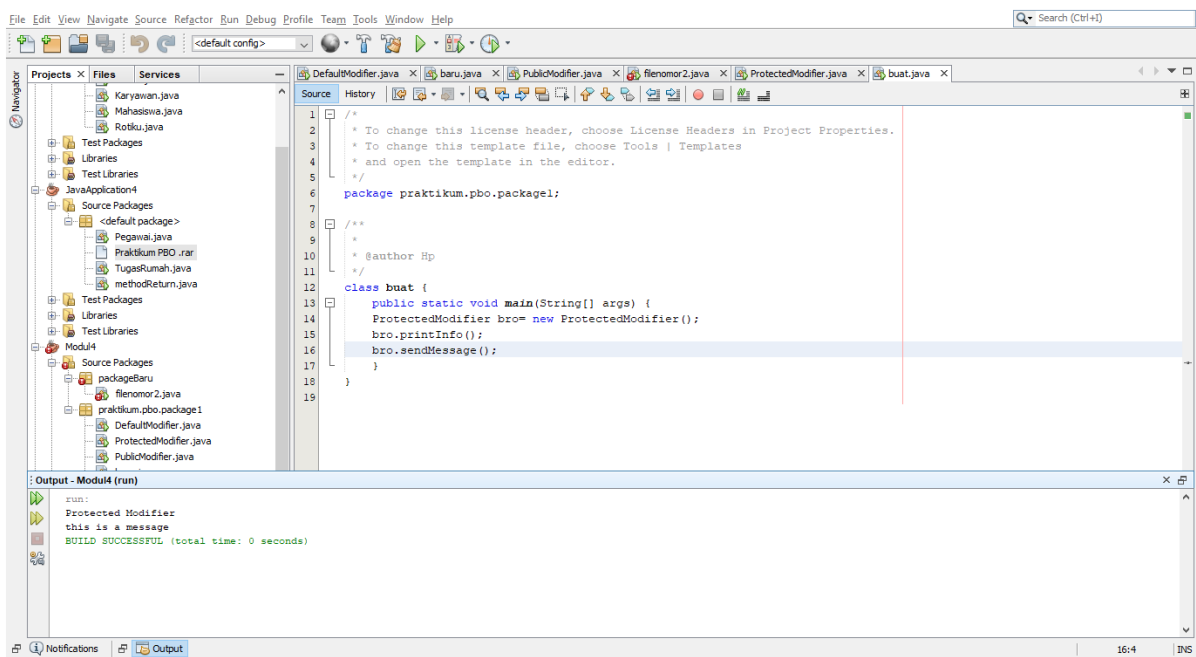 File Edit View Navigate Source Refactor Run Debug Profile Team Tools Window Help
Search (Ctrl+I)
<default config>
Projects Files Services
Navigator
Karyawan.java
Mahasiswa.java
Rotiku.java
Test Packages
Libraries
Test Libraries
JavaApplication4
Source Packages
<default package>
Pegawai.java
Praktikum PBO .rar
TugasRumah.java
methodReturn.java
Test Packages
Libraries
Test Libraries
Modul4
Source Packages
packageBaru
filenomor2.java
praktikum.pbo.package1
DefaultModifier.java
ProtectedModifier.java
PublicModifier.java
DefaultModifier.java baru.java PublicModifier.java filenomor2.java ProtectedModifier.java buat.java
Source History
1 /*
2 * To change this license header, choose License Headers in Project Properties.
3 * To change this template file, choose Tools | Templates
4 * and open the template in the editor.
5 */
6 package praktikum.pbo.package1;
7
8 /**
9 *
10 * @author Hp
11 */
12 class buat {
13 public static void main(String[] args) {
14 ProtectedModifier bro= new ProtectedModifier();
15 bro.printInfo();
16 bro.sendMessage();
17 }
18 }
19
Output - Modul4 (run)
run:
Protected Modifier
this is a message
BUILD SUCCESSFUL (total time: 0 seconds)
Notifications Output
16:4 INS